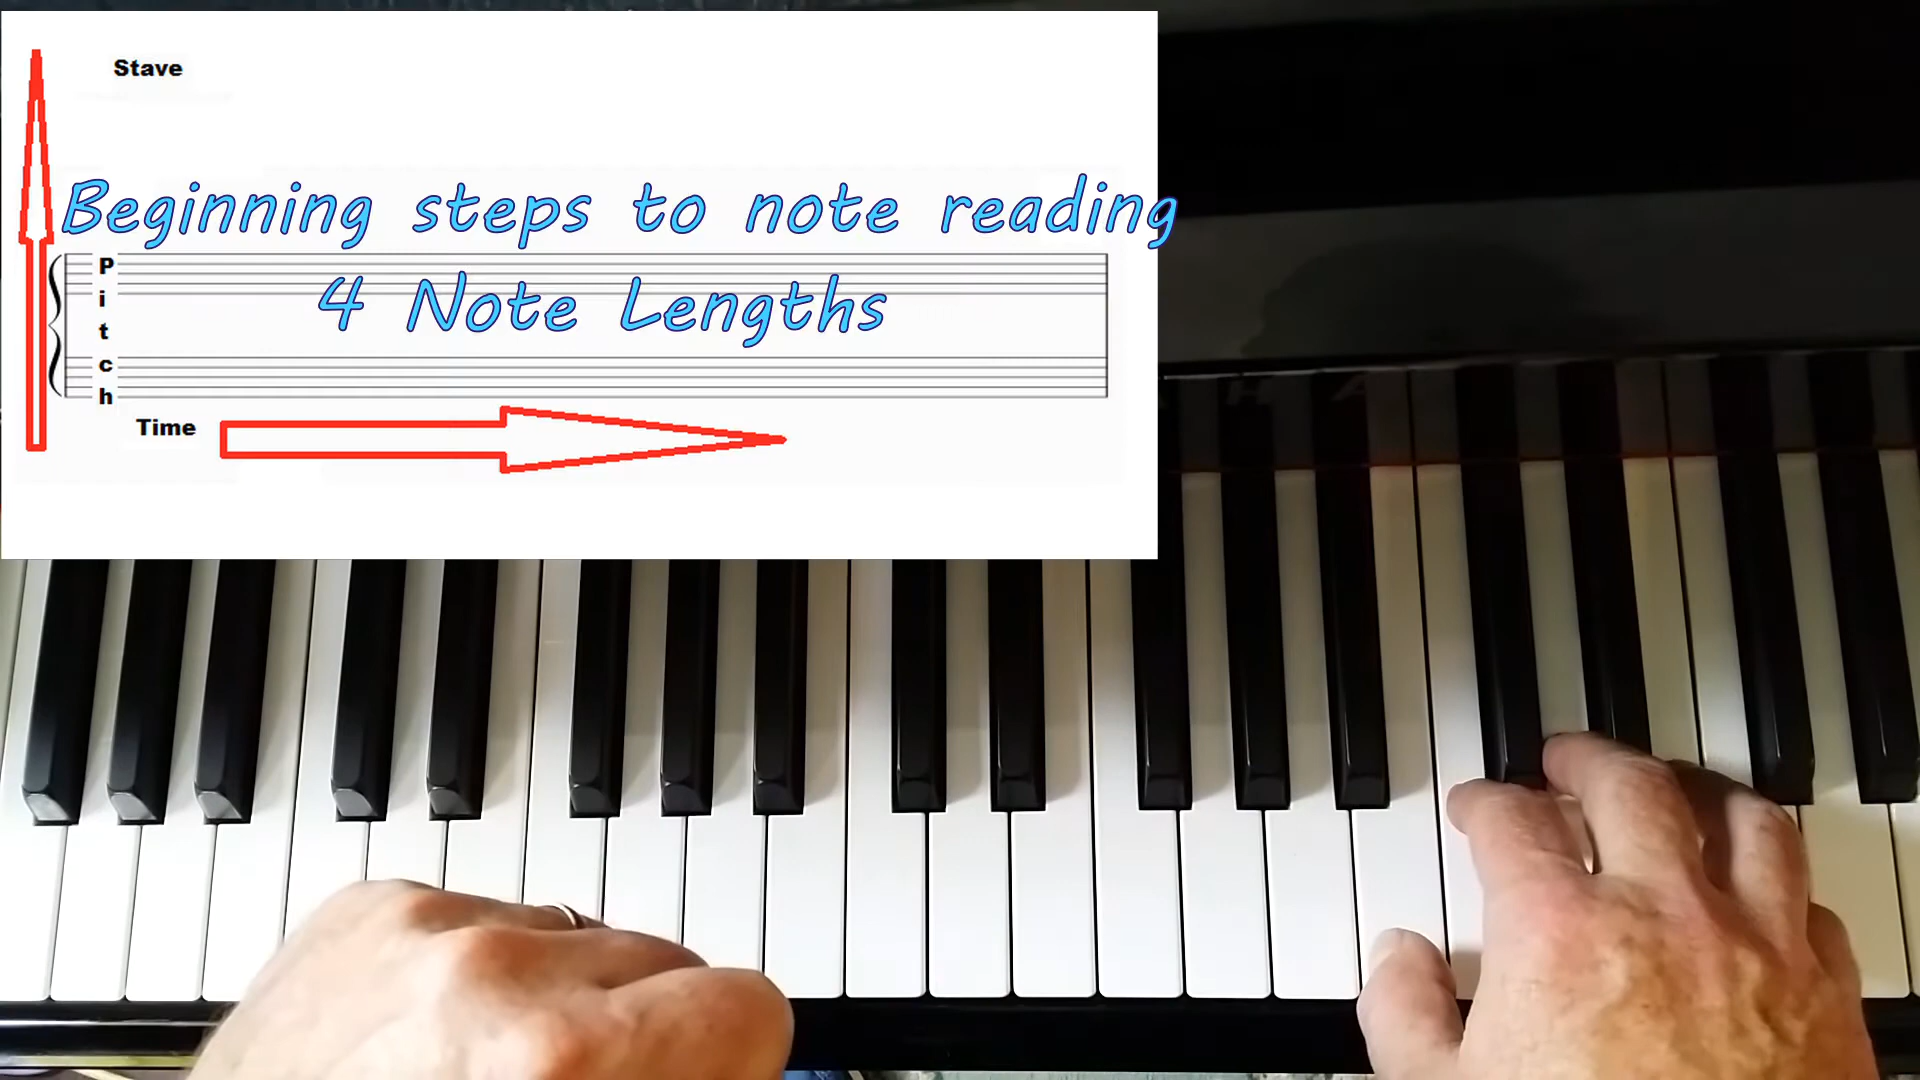 Stave
Beginning steps to note reading
4 Note Lengths
P
i
t
c
h
Time